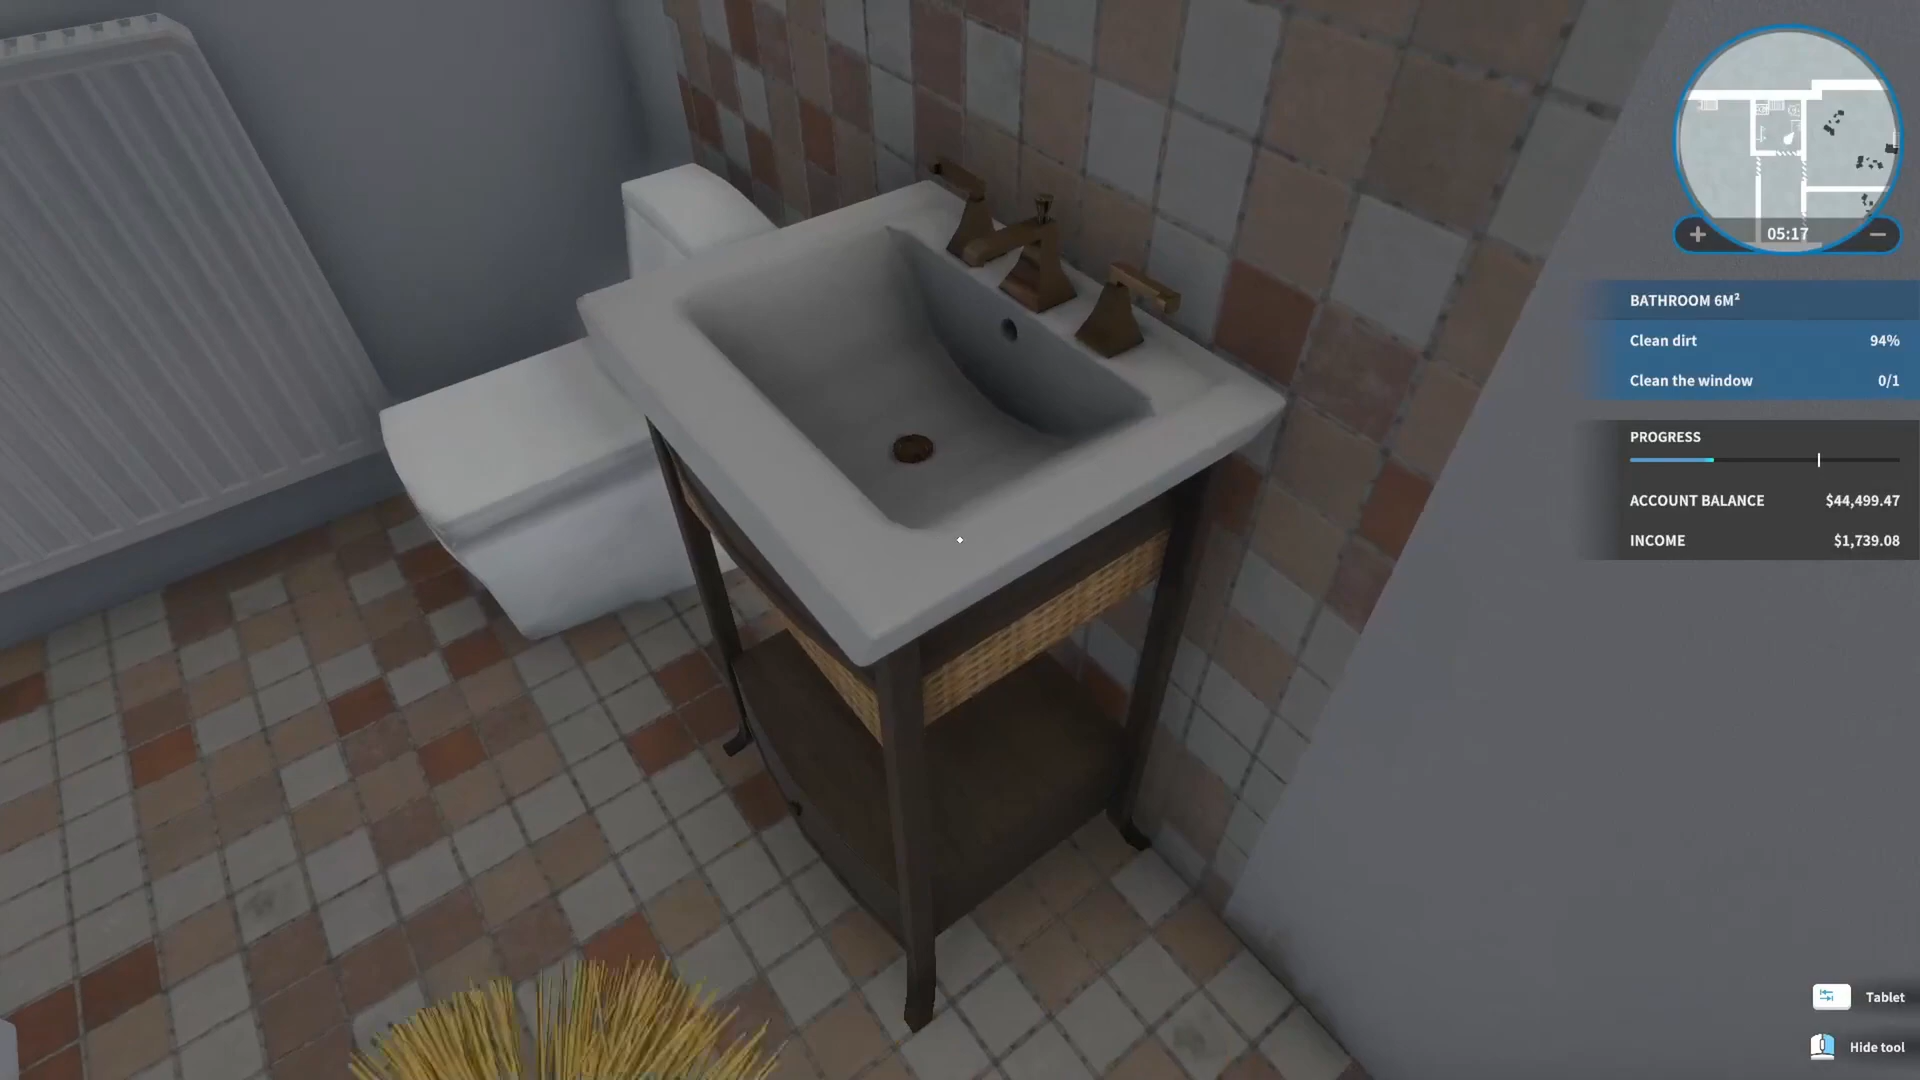 05:17
BATHROOM 6M²
Clean dirt 94%
Clean the window 0/1
PROGRESS
ACCOUNT BALANCE $44,499.47
INCOME $1,739.08
Tablet
Hide tool